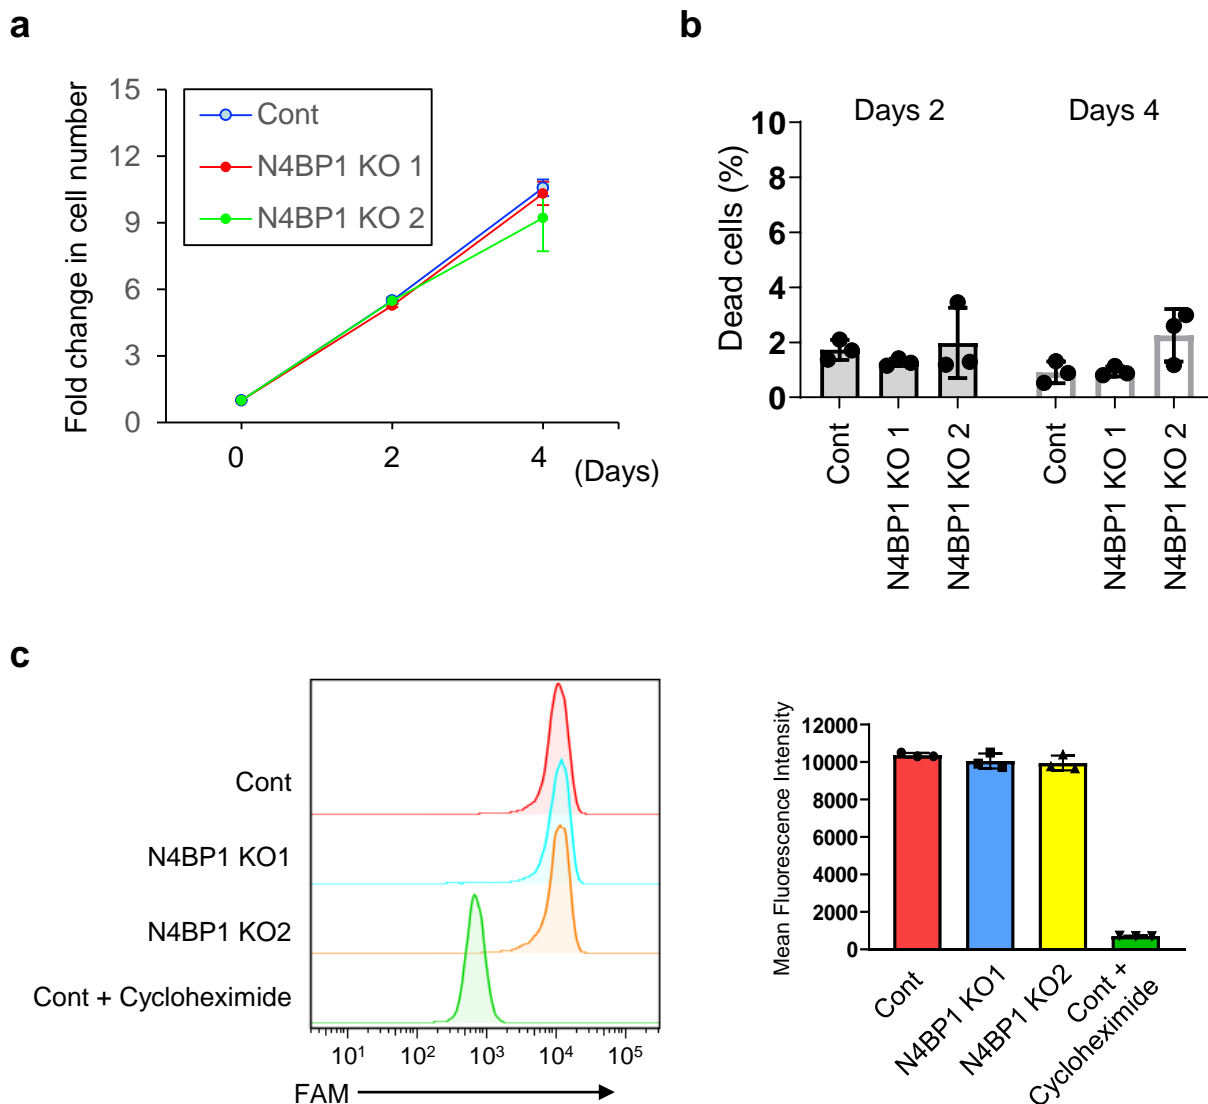 a
Fold change in cell number
15
12
9
6
3
0
Cont
N4BP1 KO 1
N4BP1 KO 2
0
2
4
(Days)
b
Dead cells (%)
10
8
6
4
2
0
Days 2
Days 4
Cont
N4BP1 KO 1
N4BP1 KO 2
Cont
N4BP1 KO 1
N4BP1 KO 2
c
Cont
N4BP1 KO1
N4BP1 KO2
Cont + Cycloheximide
10¹
10²
10³
10⁴
10⁵
FAM
Mean Fluorescence Intensity
12000
10000
8000
6000
4000
2000
0
Cont
N4BP1 KO1
N4BP1 KO2
Cont +
Cycloheximide